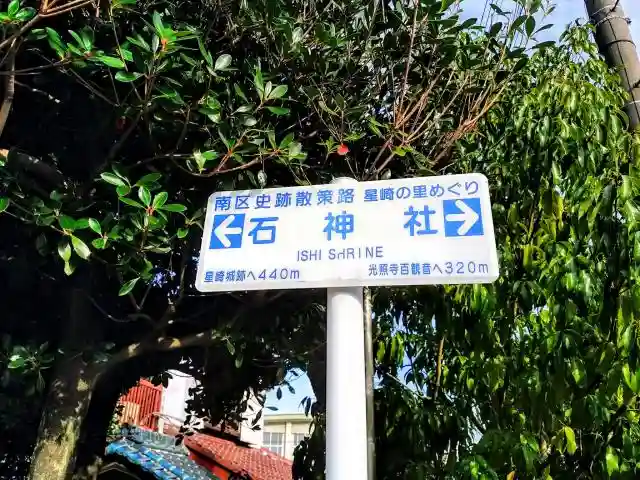 南区史跡散策路 星崎の里めぐり
← 石神社 →
ISHI SHRINE
星崎城跡へ440m 光照寺百観音へ320m